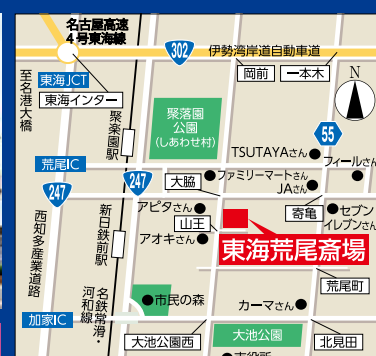 名古屋高速
4号東海線
302
伊勢湾岸道自動車道
至名港大橋
東海JCT
東海インター
岡前
一本木
N
聚楽園駅
聚落園
公園
(しあわせ村)
55
TSUTAYAさん
フィールさん
荒尾IC
ファミリーマートさん
JAさん
247
247
大脇
寄亀
アピタさん
山王
セブン
イレブンさん
アオキさん
東海荒尾斎場
西知多産業道路
新日鉄前駅
荒尾町
名鉄常滑・
河和線
市民の森
カーマさん
加家IC
大池公園西
大池公園
北見田
市役所